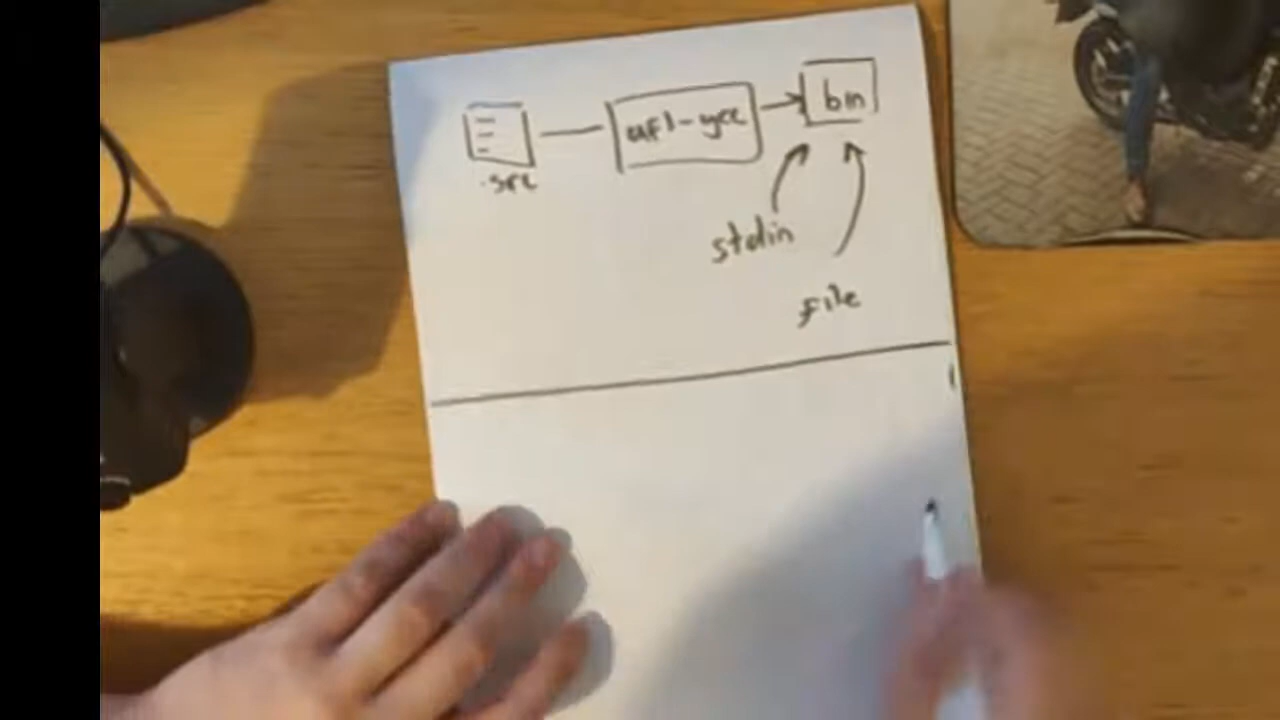 .src
afl-gcc
bin
stdin
file